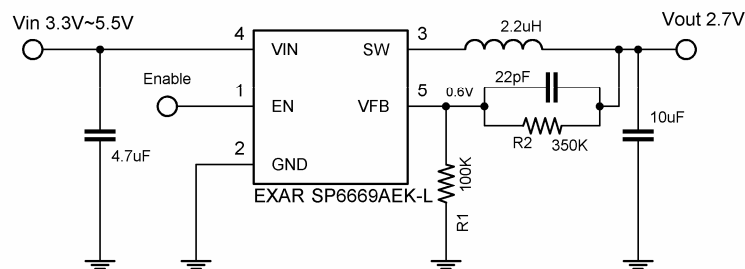 Vin 3.3V~5.5V
Vout 2.7V
4
VIN
SW
3
2.2uH
Enable
1
EN
VFB
5
0.6V
22pF
R2
350K
10uF
4.7uF
2
GND
100K
R1
EXAR SP6669AEK-L